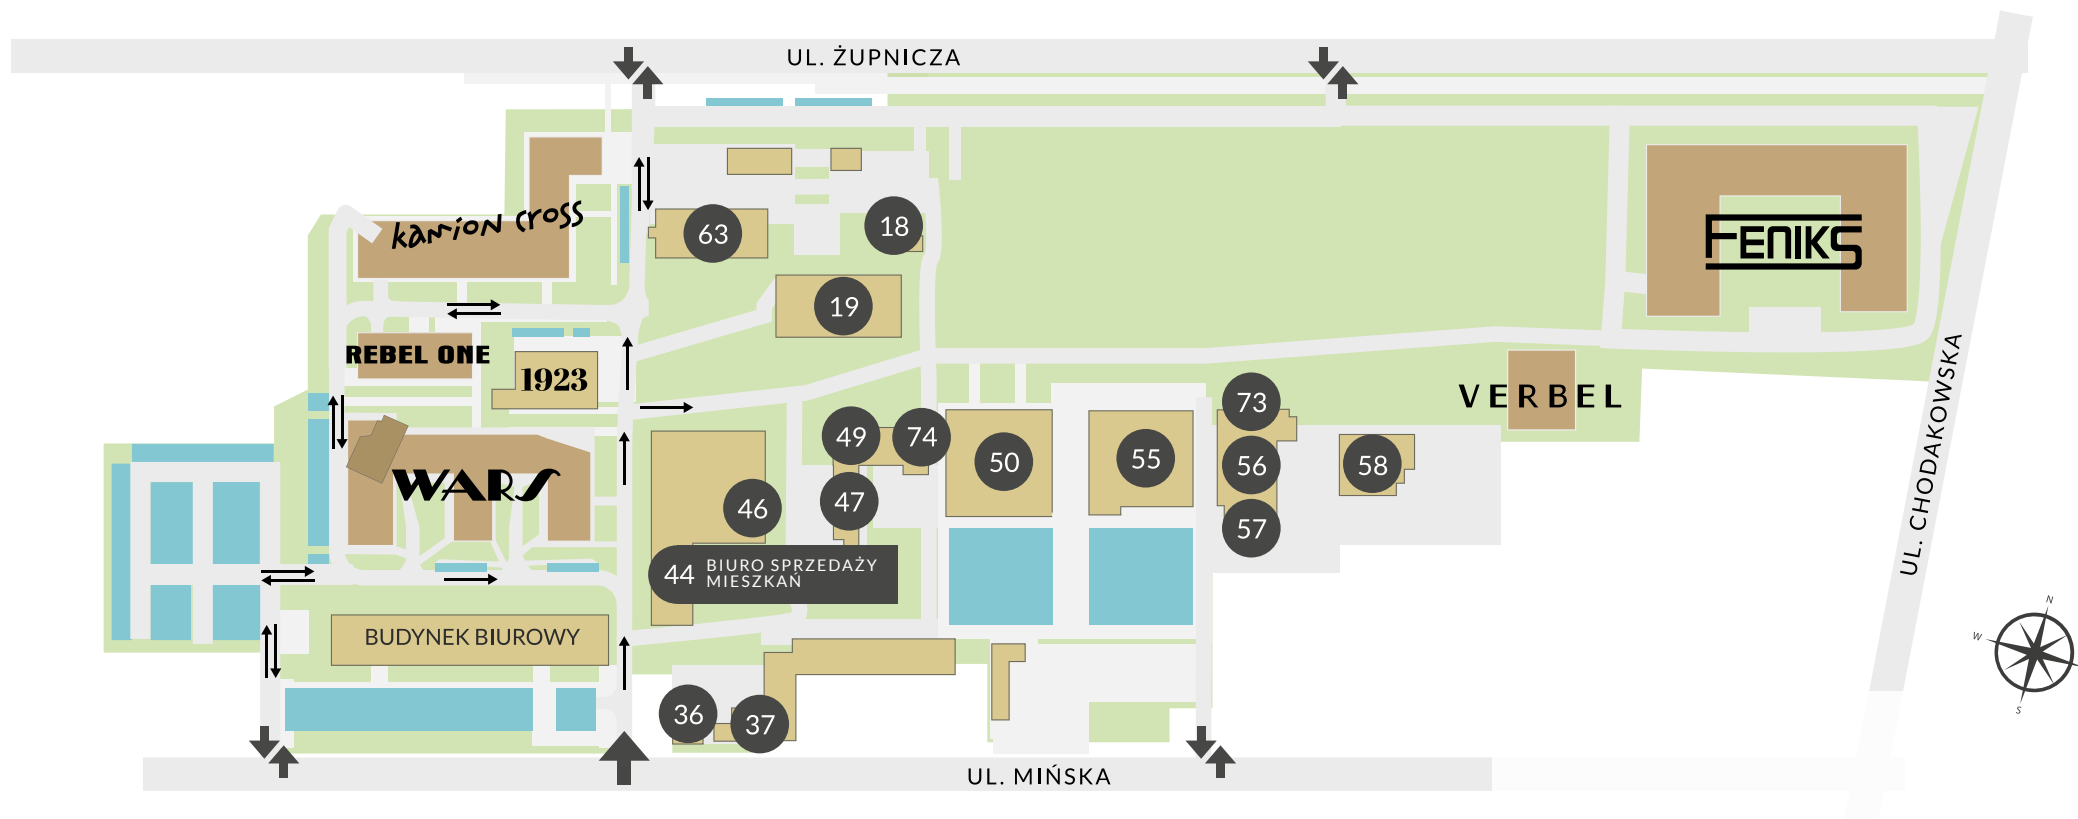 UL. ŻUPNICZA
kamion cross
63
18
19
FENIKS
REBEL ONE
1923
VERBEL
UL. CHODAKOWSKA
WARS
49
74
47
46
50
55
73
56
57
58
44 BIURO SPRZEDAŻY
MIESZKAŃ
BUDYNEK BIUROWY
36
37
UL. MIŃSKA
N
W
S